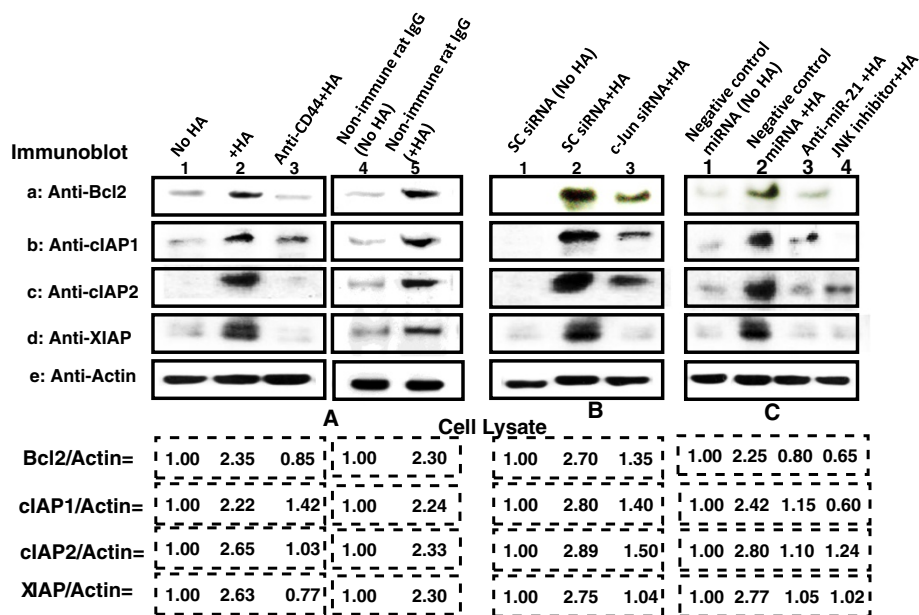 No HA
+HA
Anti-CD44+HA
Non-immune rat IgG
(No HA)
Non-immune rat IgG
(+HA)
SC siRNA (No HA)
SC siRNA+HA
c-Jun siRNA+HA
Negative control
miRNA (No HA)
Negative control
miRNA +HA
Anti-miR-21 +HA
JNK inhibitor+HA
Immunoblot
1 2 3 4 5 1 2 3 1 2 3 4
a: Anti-Bcl2
b: Anti-cIAP1
c: Anti-cIAP2
d: Anti-XIAP
e: Anti-Actin
A B C
Cell Lysate
Bcl2/Actin= 1.00 2.35 0.85 1.00 2.30 1.00 2.70 1.35 1.00 2.25 0.80 0.65
cIAP1/Actin= 1.00 2.22 1.42 1.00 2.24 1.00 2.80 1.40 1.00 2.42 1.15 0.60
cIAP2/Actin= 1.00 2.65 1.03 1.00 2.33 1.00 2.89 1.50 1.00 2.80 1.10 1.24
XIAP/Actin= 1.00 2.63 0.77 1.00 2.30 1.00 2.75 1.04 1.00 2.77 1.05 1.02